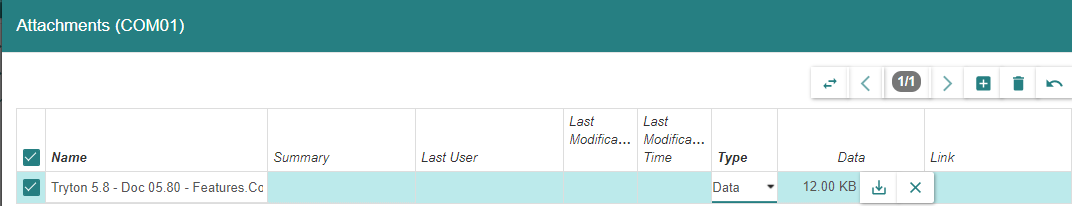 Attachments (COM01)
1/1
Name
Summary
Last User
Last
Modifica...
Last
Modifica...
Time
Type
Data
Link
Tryton 5.8 - Doc 05.80 - Features.Co
Data
12.00 KB